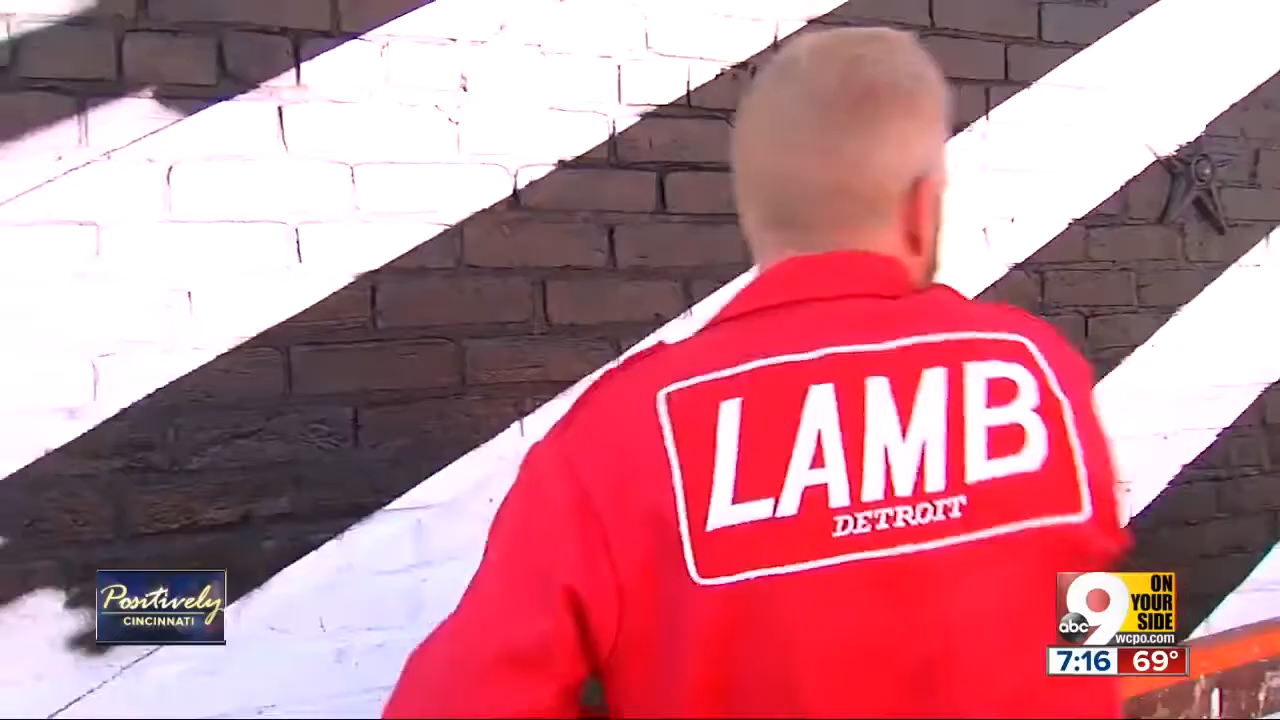 LAMB
DETROIT
Positively
CINCINNATI
abc 9
ON
YOUR
SIDE
wcpo.com
7:16 69°